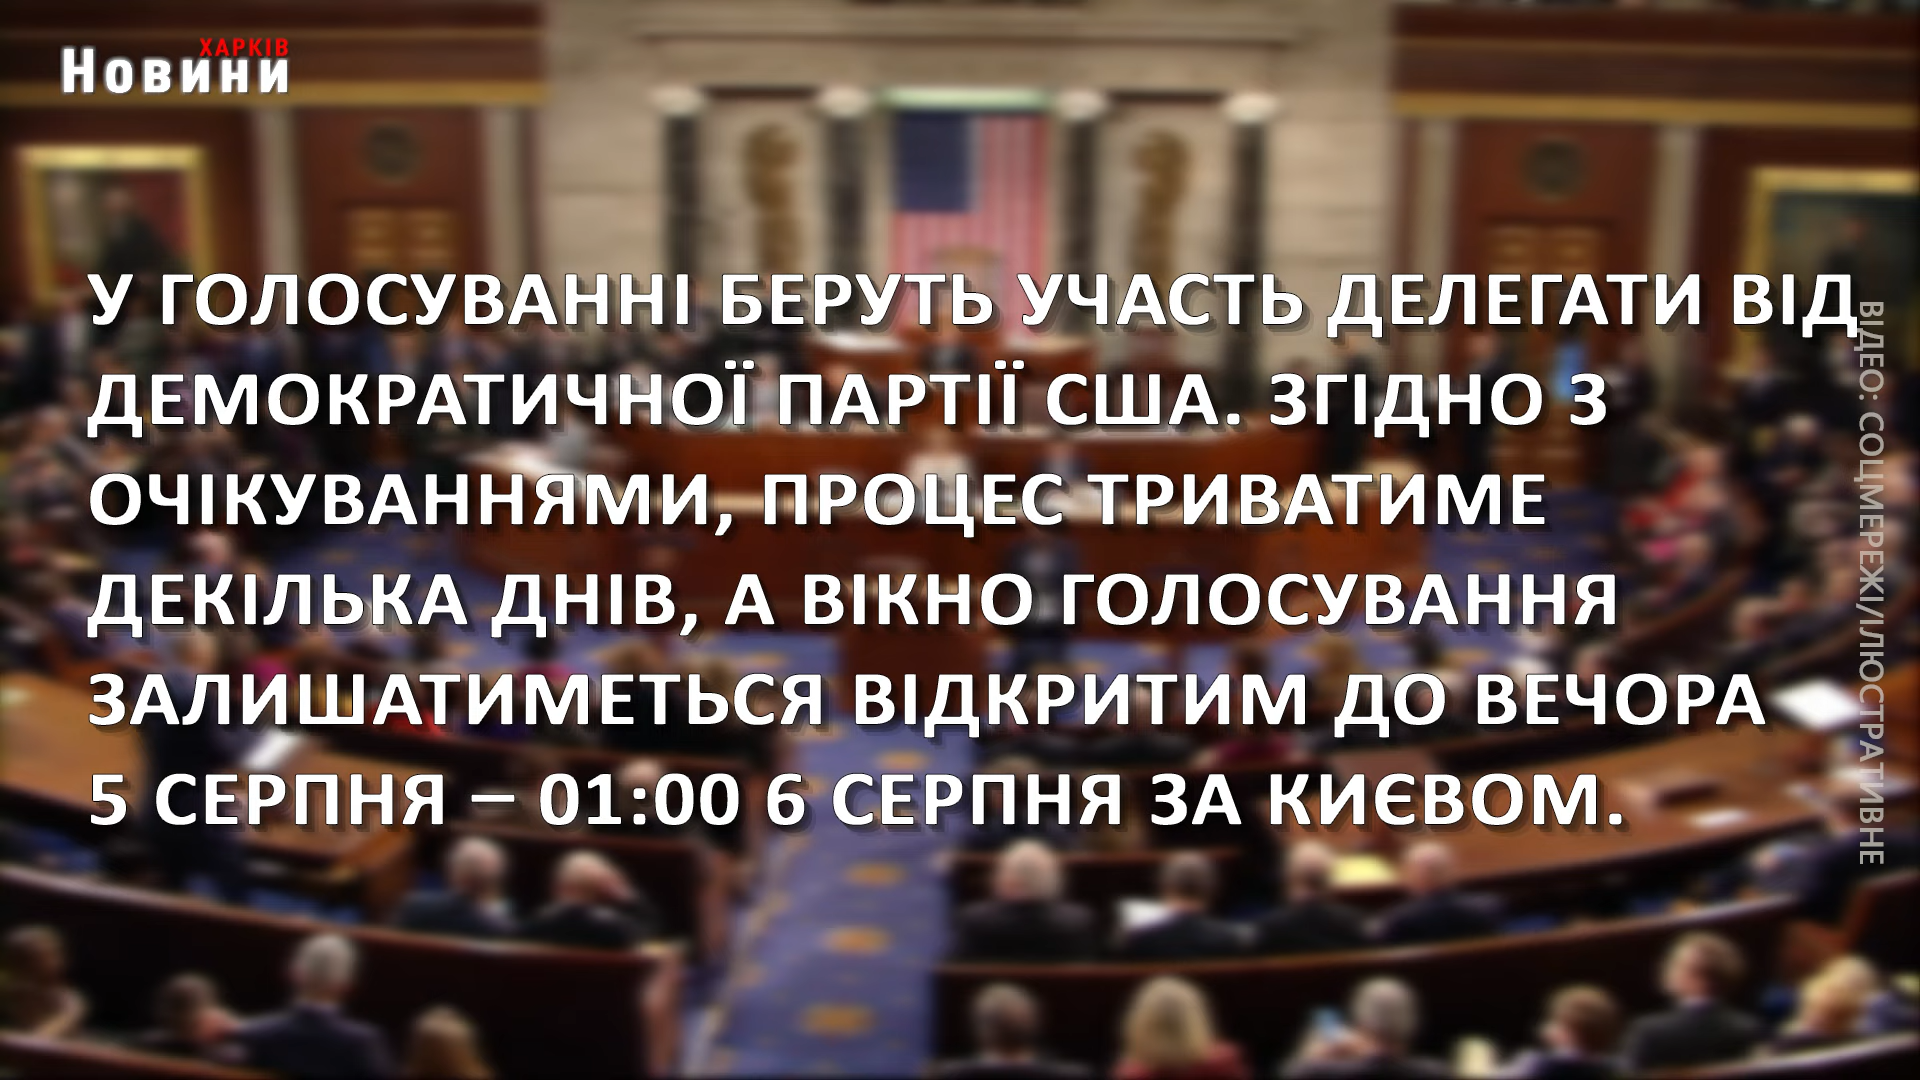 ХАРКІВ
Новини
У ГОЛОСУВАННІ БЕРУТЬ УЧАСТЬ ДЕЛЕГАТИ ВІД
ДЕМОКРАТИЧНОЇ ПАРТІЇ США. ЗГІДНО З
ОЧІКУВАННЯМИ, ПРОЦЕС ТРИВАТИМЕ
ДЕКІЛЬКА ДНІВ, А ВІКНО ГОЛОСУВАННЯ
ЗАЛИШАТИМЕТЬСЯ ВІДКРИТИМ ДО ВЕЧОРА
5 СЕРПНЯ – 01:00 6 СЕРПНЯ ЗА КИЄВОМ.
ВІДЕО: СОЦМЕРЕЖІ/ІЛЮСТРАТИВНЕ